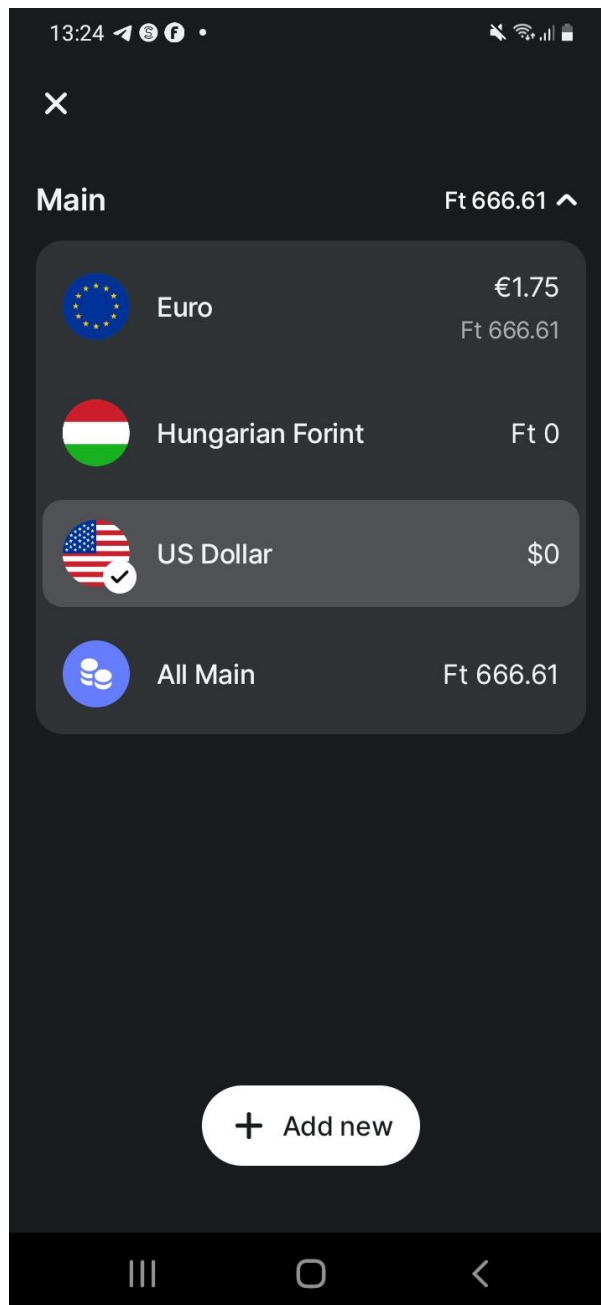 13:24
Main
Ft 666.61
Euro
€1.75
Ft 666.61
Hungarian Forint
Ft 0
US Dollar
$0
All Main
Ft 666.61
+ Add new